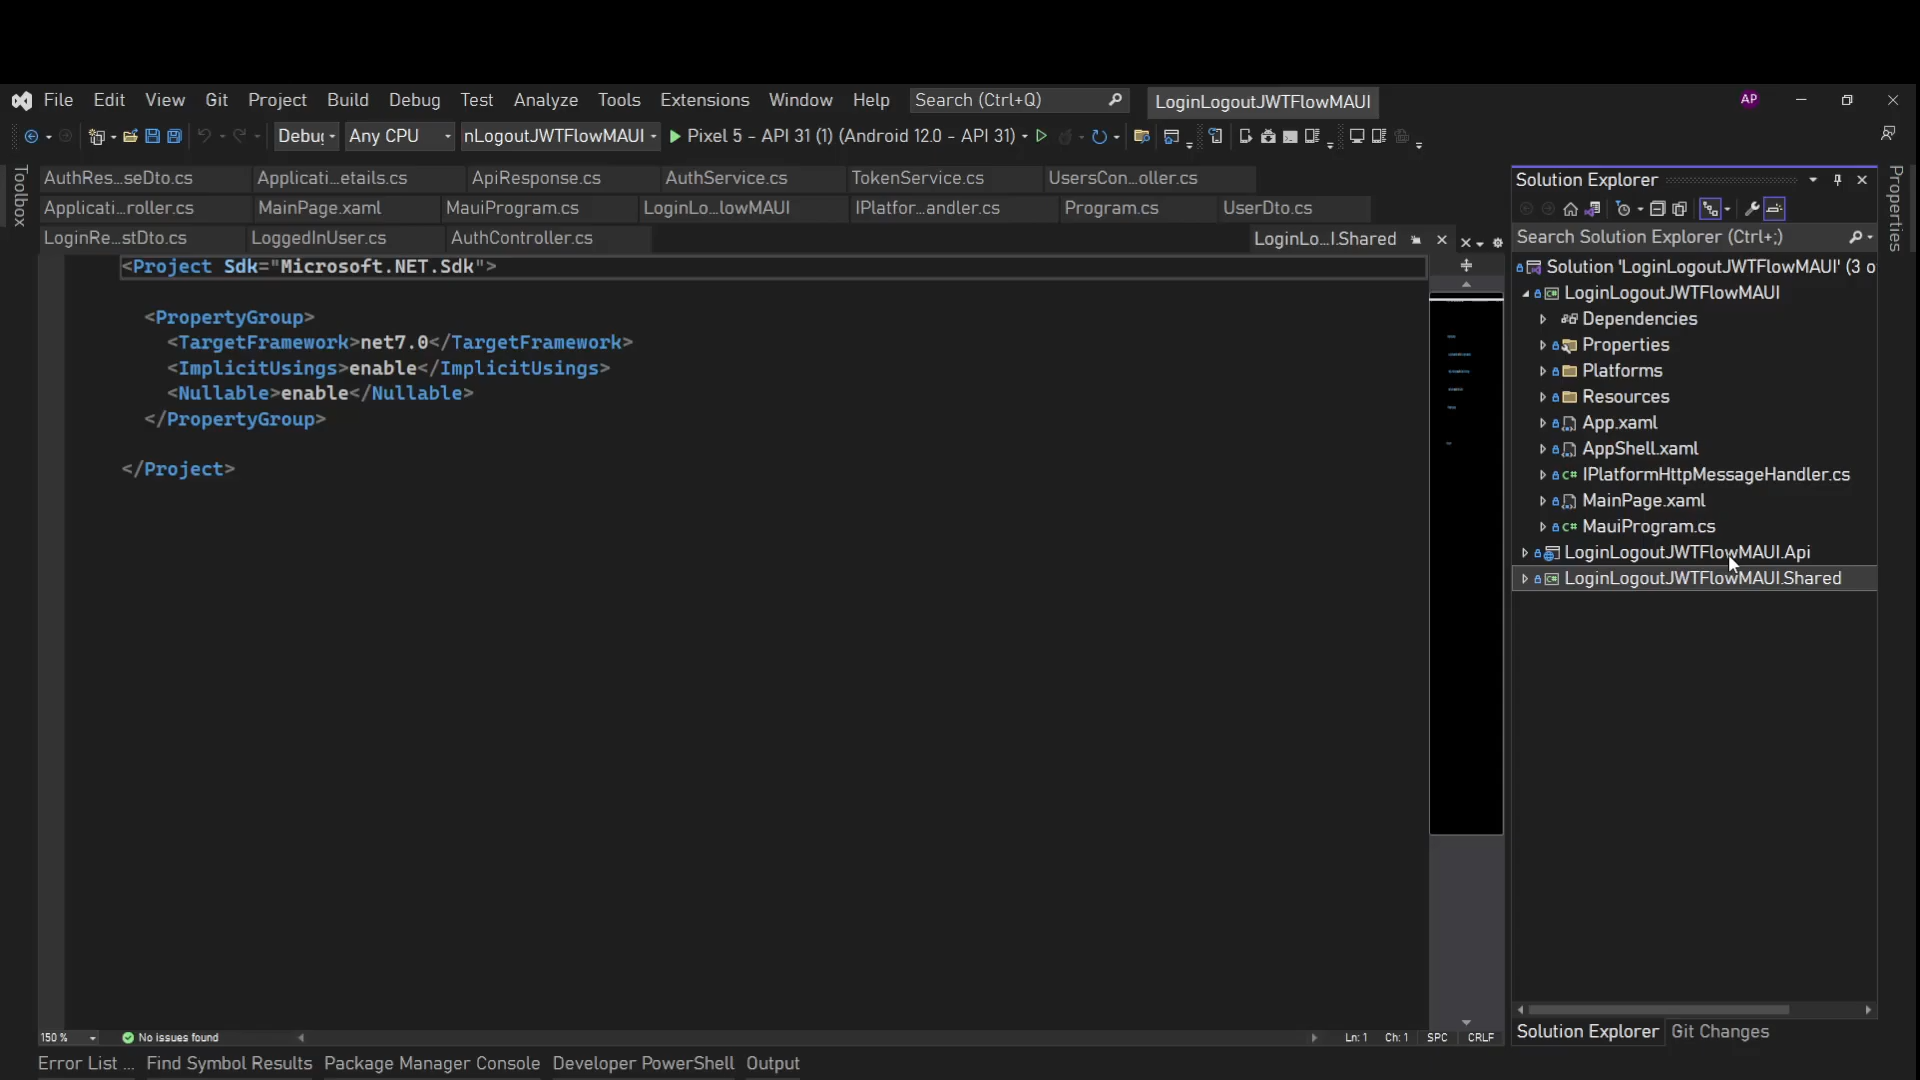 File Edit View Git Project Build Debug Test Analyze Tools Extensions Window Help Search (Ctrl+Q) LoginLogoutJWTFlowMAUI AP
Debu Any CPU nLogoutJWTFlowMAUI Pixel 5 - API 31 (1) (Android 12.0 - API 31)
Toolbox
AuthRes...seDto.cs Applicati...etails.cs ApiResponse.cs AuthService.cs TokenService.cs UsersCon...oller.cs
Applicati...roller.cs MainPage.xaml MauiProgram.cs LoginLo...lowMAUI IPlatfor...andler.cs Program.cs UserDto.cs
LoginRe...stDto.cs LoggedInUser.cs AuthController.cs LoginLo...I.Shared
<Project Sdk="Microsoft.NET.Sdk">
<PropertyGroup>
<TargetFramework>net7.0</TargetFramework>
<ImplicitUsings>enable</ImplicitUsings>
<Nullable>enable</Nullable>
</PropertyGroup>
</Project>
150 % No issues found Ln: 1 Ch: 1 SPC CRLF
Solution Explorer
Search Solution Explorer (Ctrl+;)
Solution 'LoginLogoutJWTFlowMAUI' (3 o
LoginLogoutJWTFlowMAUI
Dependencies
Properties
Platforms
Resources
App.xaml
AppShell.xaml
IPlatformHttpMessageHandler.cs
MainPage.xaml
MauiProgram.cs
LoginLogoutJWTFlowMAUI.Api
LoginLogoutJWTFlowMAUI.Shared
Solution Explorer Git Changes
Properties
Error List ... Find Symbol Results Package Manager Console Developer PowerShell Output